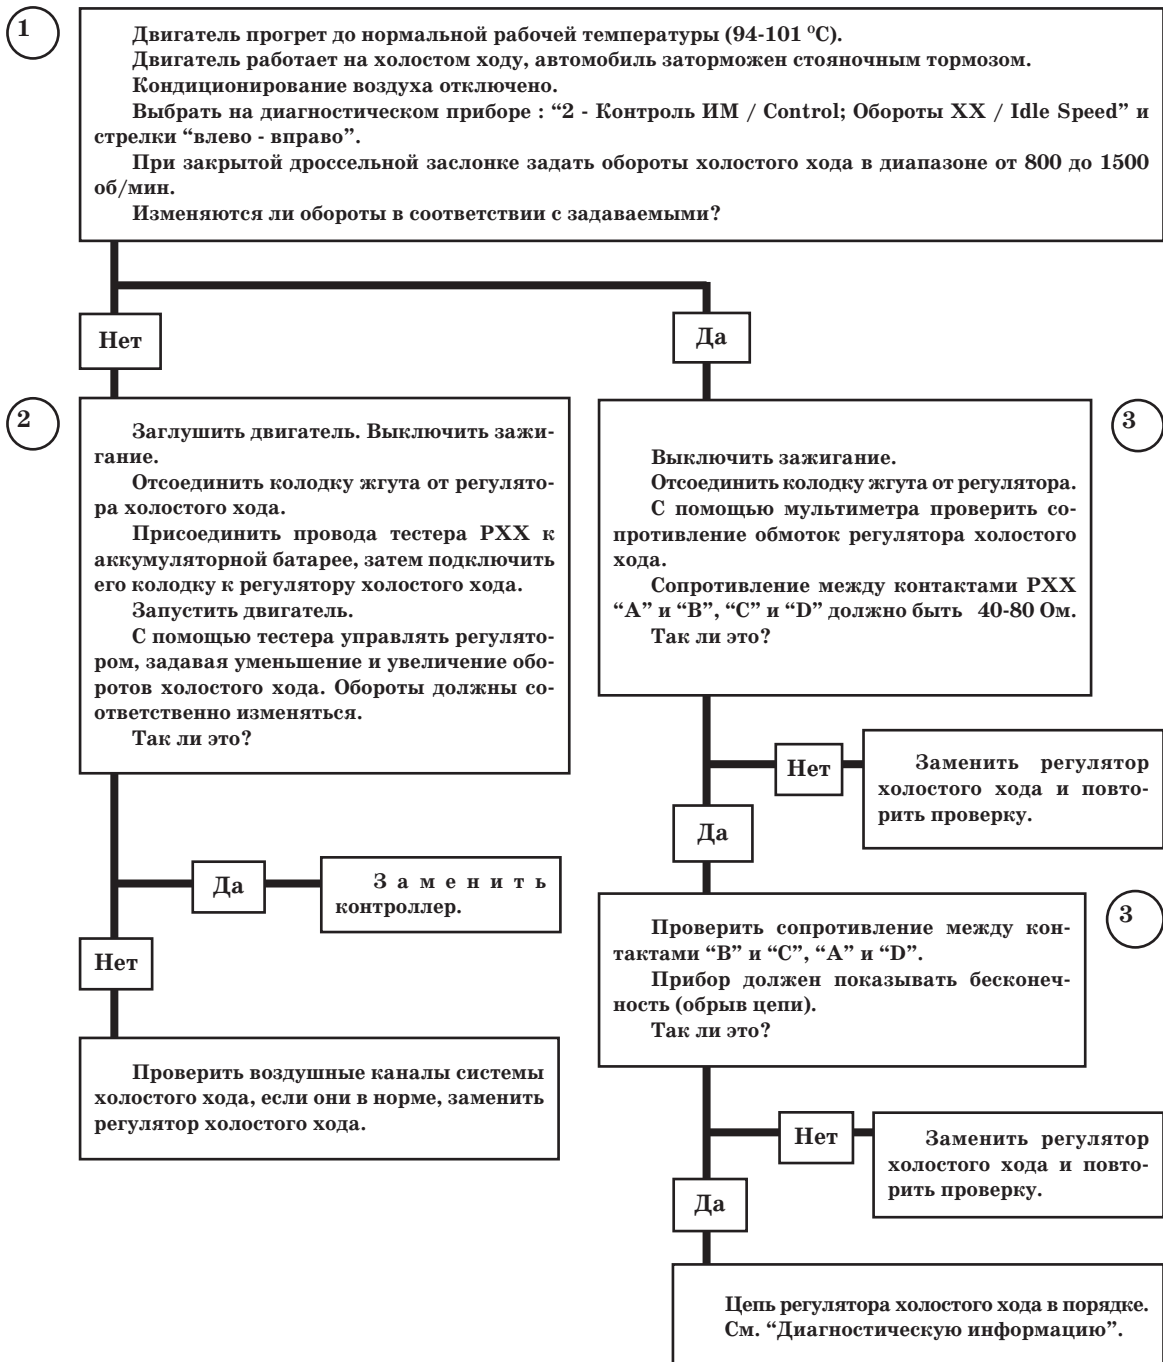 1
Двигатель прогрет до нормальной рабочей температуры (94-101 °С).
Двигатель работает на холостом ходу, автомобиль заторможен стояночным тормозом.
Кондиционирование воздуха отключено.
Выбрать на диагностическом приборе : “2 - Контроль ИМ / Control; Обороты ХХ / Idle Speed” и
стрелки “влево - вправо”.
При закрытой дроссельной заслонке задать обороты холостого хода в диапазоне от 800 до 1500
об/мин.
Изменяются ли обороты в соответствии с задаваемыми?
Нет
Да
2
Заглушить двигатель. Выключить зажи-
гание.
Отсоединить колодку жгута от регулято-
ра холостого хода.
Присоединить провода тестера РХХ к
аккумуляторной батарее, затем подключить
его колодку к регулятору холостого хода.
Запустить двигатель.
С помощью тестера управлять регулято-
ром, задавая уменьшение и увеличение обо-
ротов холостого хода. Обороты должны со-
ответственно изменяться.
Так ли это?
3
Выключить зажигание.
Отсоединить колодку жгута от регулятора.
С помощью мультиметра проверить со-
противление обмоток регулятора холостого
хода.
Сопротивление между контактами РХХ
“А” и “В”, “С” и “D” должно быть 40-80 Ом.
Так ли это?
Нет
Заменить регулятор
холостого хода и повто-
рить проверку.
Да
Да
Заменить
контроллер.
Нет
Проверить воздушные каналы системы
холостого хода, если они в норме, заменить
регулятор холостого хода.
3
Проверить сопротивление между кон-
тактами “В” и “С”, “А” и “D”.
Прибор должен показывать бесконеч-
ность (обрыв цепи).
Так ли это?
Нет
Заменить регулятор
холостого хода и повто-
рить проверку.
Да
Цепь регулятора холостого хода в порядке.
См. “Диагностическую информацию”.